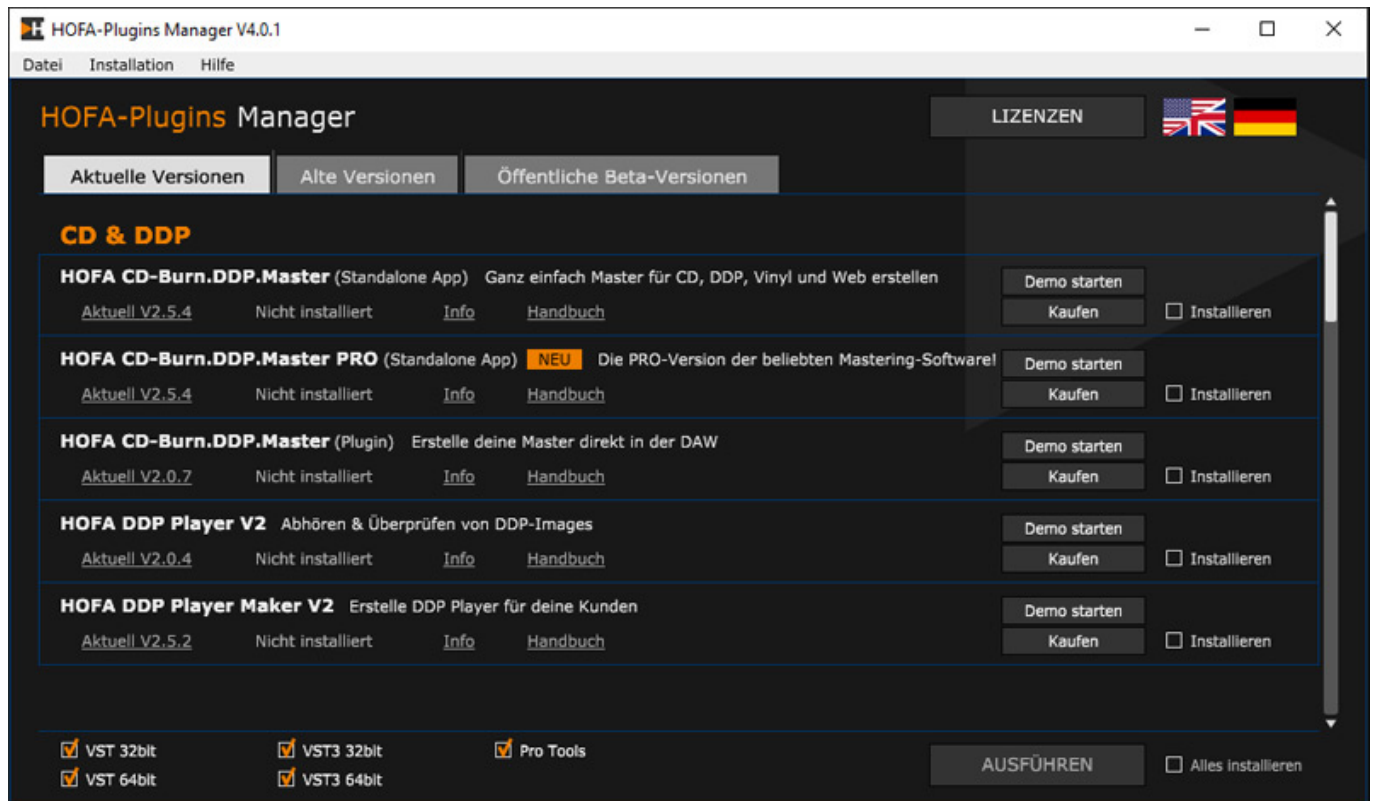 HOFA-Plugins Manager V4.0.1
Datei Installation Hilfe
HOFA-Plugins Manager
LIZENZEN
Aktuelle Versionen Alte Versionen Öffentliche Beta-Versionen
CD & DDP
HOFA CD-Burn.DDP.Master (Standalone App) Ganz einfach Master für CD, DDP, Vinyl und Web erstellen Demo starten
Aktuell V2.5.4 Nicht installiert Info Handbuch Kaufen Installieren
HOFA CD-Burn.DDP.Master PRO (Standalone App) NEU Die PRO-Version der beliebten Mastering-Software! Demo starten
Aktuell V2.5.4 Nicht installiert Info Handbuch Kaufen Installieren
HOFA CD-Burn.DDP.Master (Plugin) Erstelle deine Master direkt in der DAW Demo starten
Aktuell V2.0.7 Nicht installiert Info Handbuch Kaufen Installieren
HOFA DDP Player V2 Abhören & Überprüfen von DDP-Images Demo starten
Aktuell V2.0.4 Nicht installiert Info Handbuch Kaufen Installieren
HOFA DDP Player Maker V2 Erstelle DDP Player für deine Kunden Demo starten
Aktuell V2.5.2 Nicht installiert Info Handbuch Kaufen Installieren
VST 32bit VST3 32bit Pro Tools
VST 64bit VST3 64bit
AUSFÜHREN Alles installieren